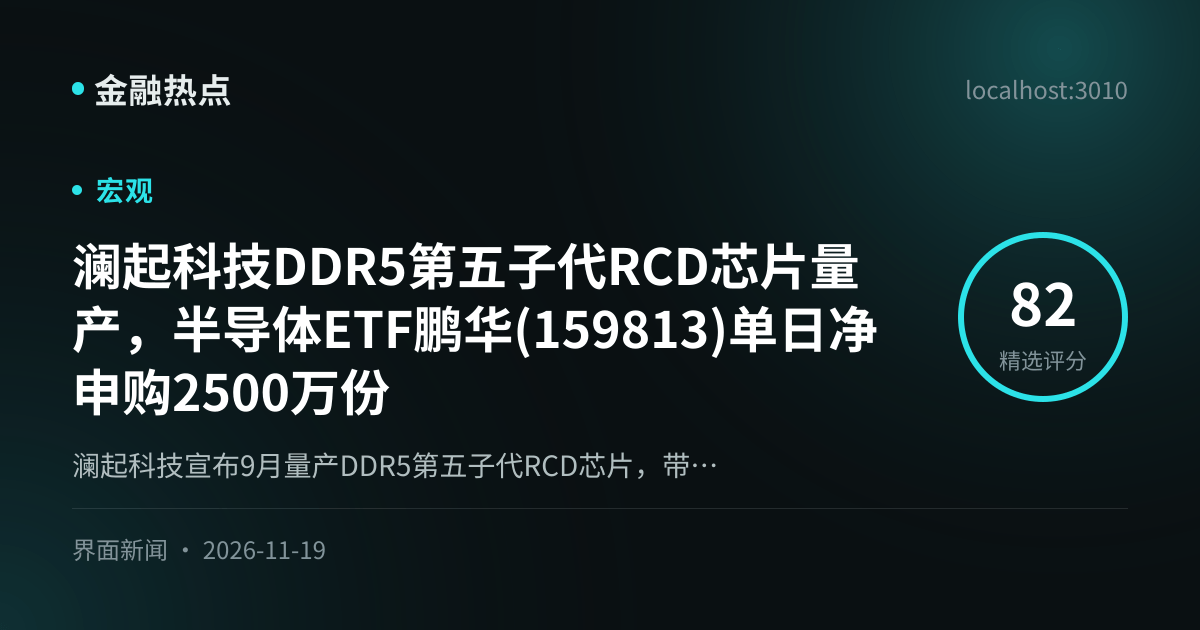 金融热点
localhost:3010
宏观
澜起科技DDR5第五子代RCD芯片量
产，半导体ETF鹏华(159813)单日净
申购2500万份
82
精选评分
澜起科技宣布9月量产DDR5第五子代RCD芯片，带…
界面新闻 • 2026-11-19